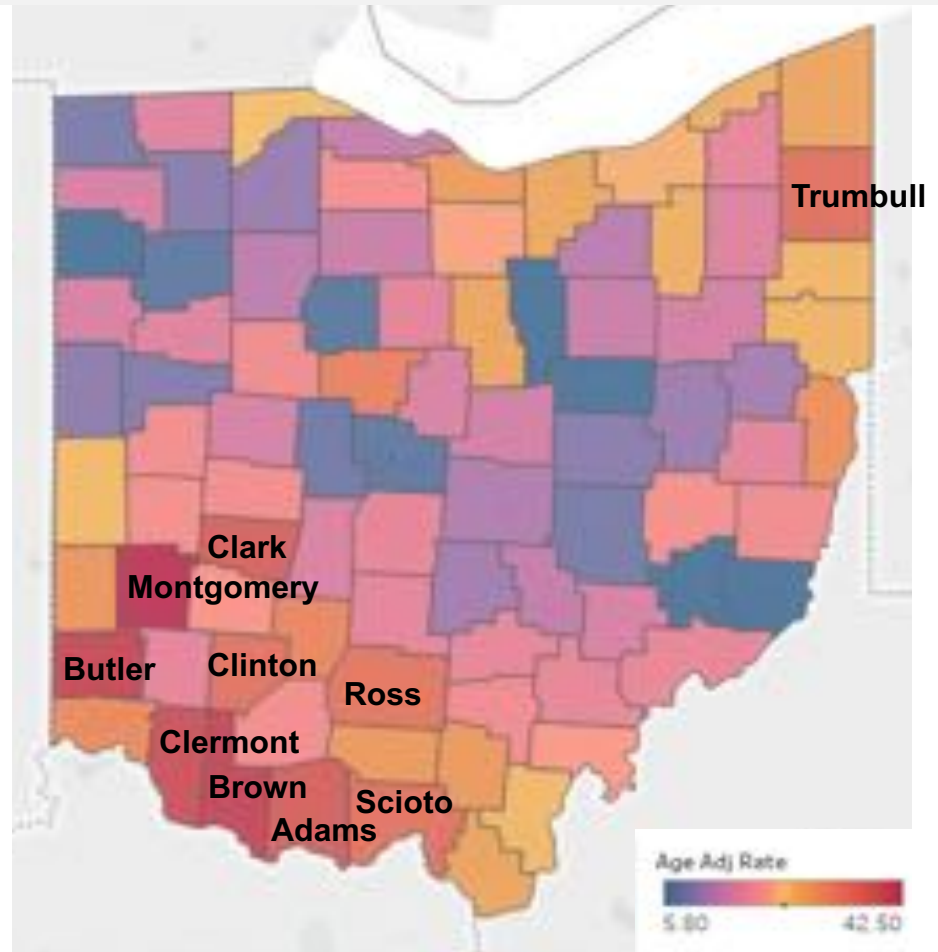 Trumbull
Clark
Montgomery
Butler
Clinton
Ross
Clermont
Brown
Scioto
Adams
Age Adj Rate
5.80 42.50